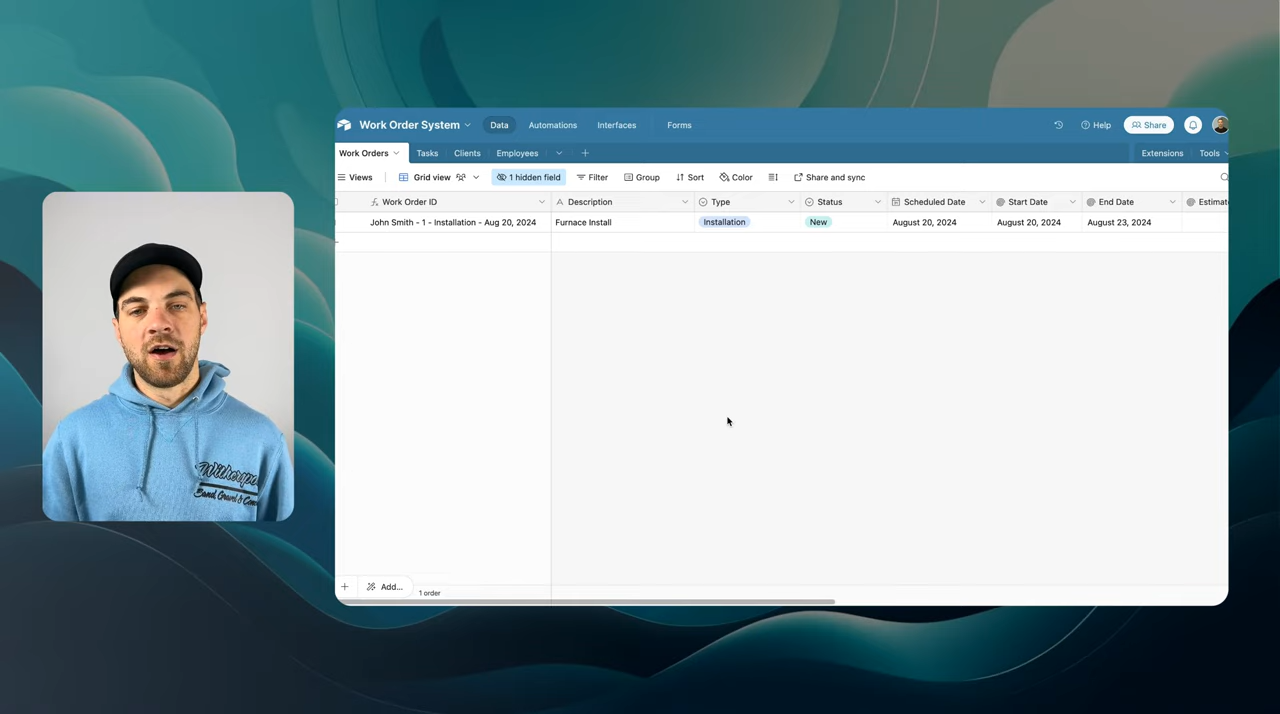 Work Order System Data Automations Interfaces Forms Help Share
Work Orders Tasks Clients Employees + Extensions Tools
Views Grid view 1 hidden field Filter Group Sort Color Share and sync
Work Order ID Description Type Status Scheduled Date Start Date End Date Estimate
John Smith - 1 - Installation - Aug 20, 2024 Furnace Install Installation New August 20, 2024 August 20, 2024 August 23, 2024
+ Add...
1 order
Sand, Gravel &